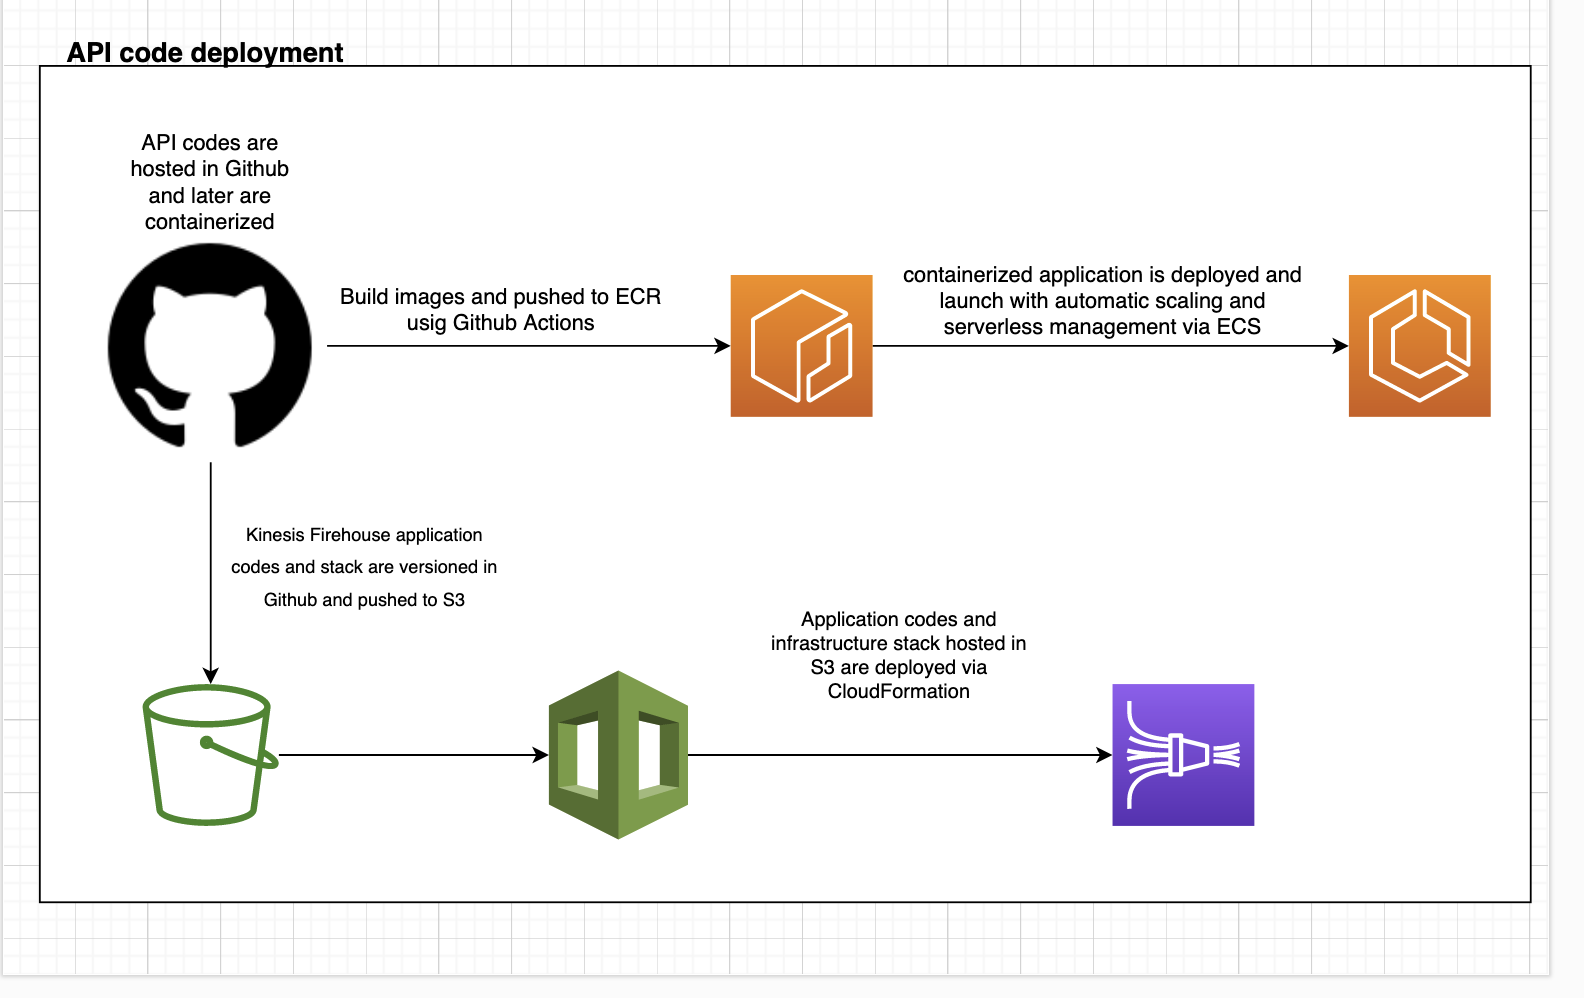 API code deployment
API codes are
hosted in Github
and later are
containerized
Build images and pushed to ECR
usig Github Actions
containerized application is deployed and
launch with automatic scaling and
serverless management via ECS
Kinesis Firehouse application
codes and stack are versioned in
Github and pushed to S3
Application codes and
infrastructure stack hosted in
S3 are deployed via
CloudFormation